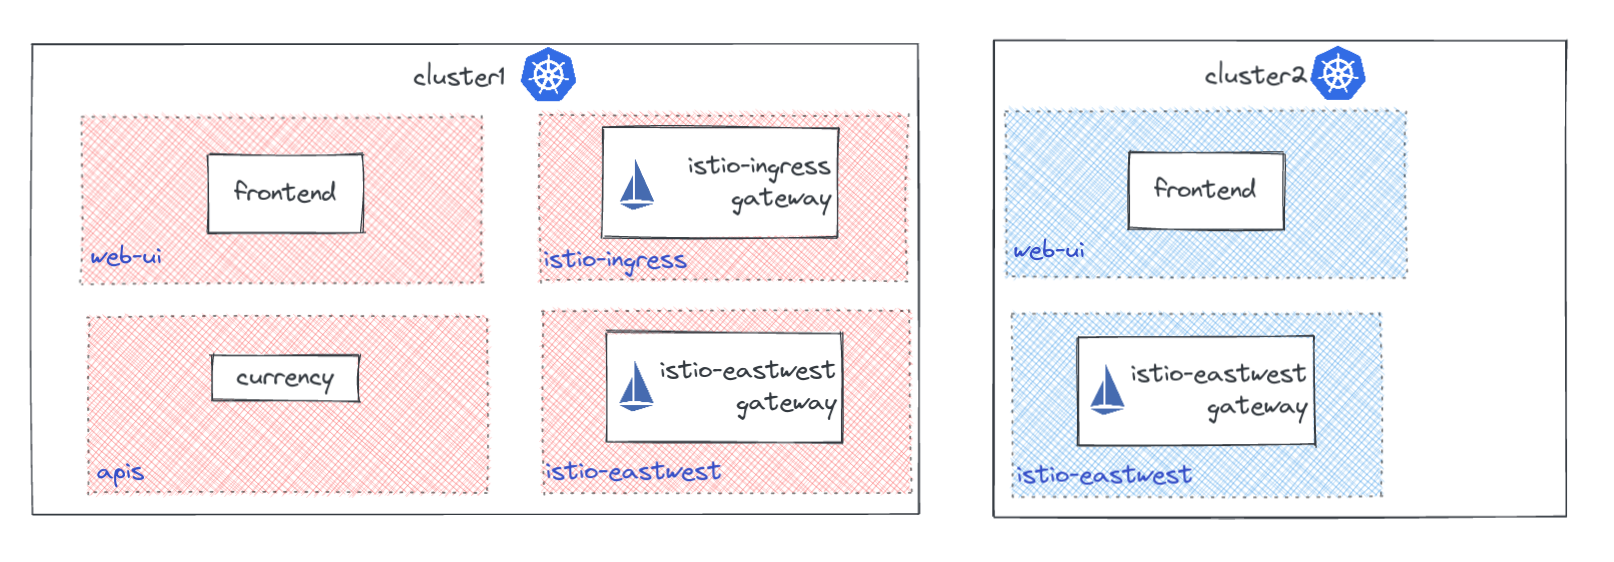 cluster1
frontend
web-ui
istio-ingress
gateway
istio-ingress
currency
apis
istio-eastwest
gateway
istio-eastwest
cluster2
frontend
web-ui
istio-eastwest
gateway
istio-eastwest